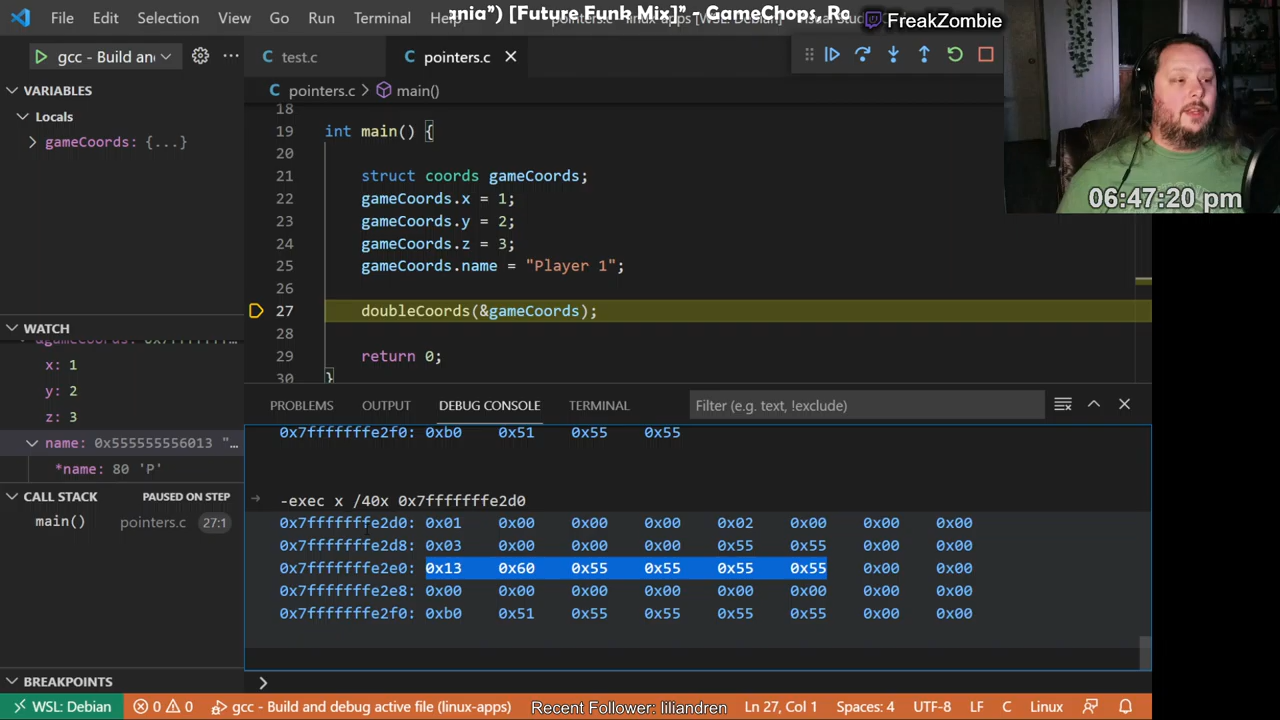 File Edit Selection View Go Run Terminal Help
ania”) [Future Funk Mix]" - GameChops, Ro
FreakZombie
gcc - Build and
test.c
pointers.c
pointers.c > main()
VARIABLES
Locals
gameCoords: {...}
18
19 int main() {
20
21 struct coords gameCoords;
22 gameCoords.x = 1;
23 gameCoords.y = 2;
24 gameCoords.z = 3;
25 gameCoords.name = "Player 1";
26
27 doubleCoords(&gameCoords);
28
29 return 0;
30 }
06:47:20 pm
WATCH
x: 1
y: 2
z: 3
name: 0x555555556013 "…
*name: 80 'P'
CALL STACK PAUSED ON STEP
main() pointers.c 27:1
BREAKPOINTS
PROBLEMS OUTPUT DEBUG CONSOLE TERMINAL
Filter (e.g. text, !exclude)
0x7fffffffe2f0: 0xb0 0x51 0x55 0x55
-exec x /40x 0x7fffffffe2d0
0x7fffffffe2d0: 0x01 0x00 0x00 0x00 0x02 0x00 0x00 0x00
0x7fffffffe2d8: 0x03 0x00 0x00 0x00 0x55 0x55 0x00 0x00
0x7fffffffe2e0: 0x13 0x60 0x55 0x55 0x55 0x55 0x00 0x00
0x7fffffffe2e8: 0x00 0x00 0x00 0x00 0x00 0x00 0x00 0x00
0x7fffffffe2f0: 0xb0 0x51 0x55 0x55 0x55 0x55 0x00 0x00
WSL: Debian 0 0 gcc - Build and debug active file (linux-apps) Recent Follower: liliandren Ln 27, Col 1 Spaces: 4 UTF-8 LF C Linux